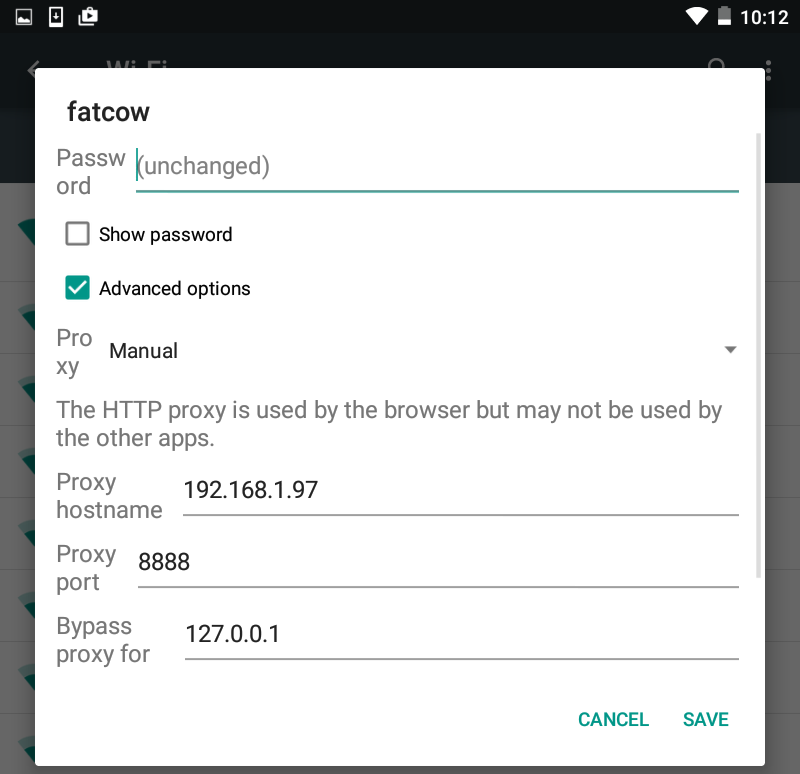 10:12
Wi-Fi
fatcow
Passw
ord
(unchanged)
Show password
Advanced options
Pro
xy
Manual
The HTTP proxy is used by the browser but may not be used by
the other apps.
Proxy
hostname
192.168.1.97
Proxy
port
8888
Bypass
proxy for
127.0.0.1
CANCEL
SAVE